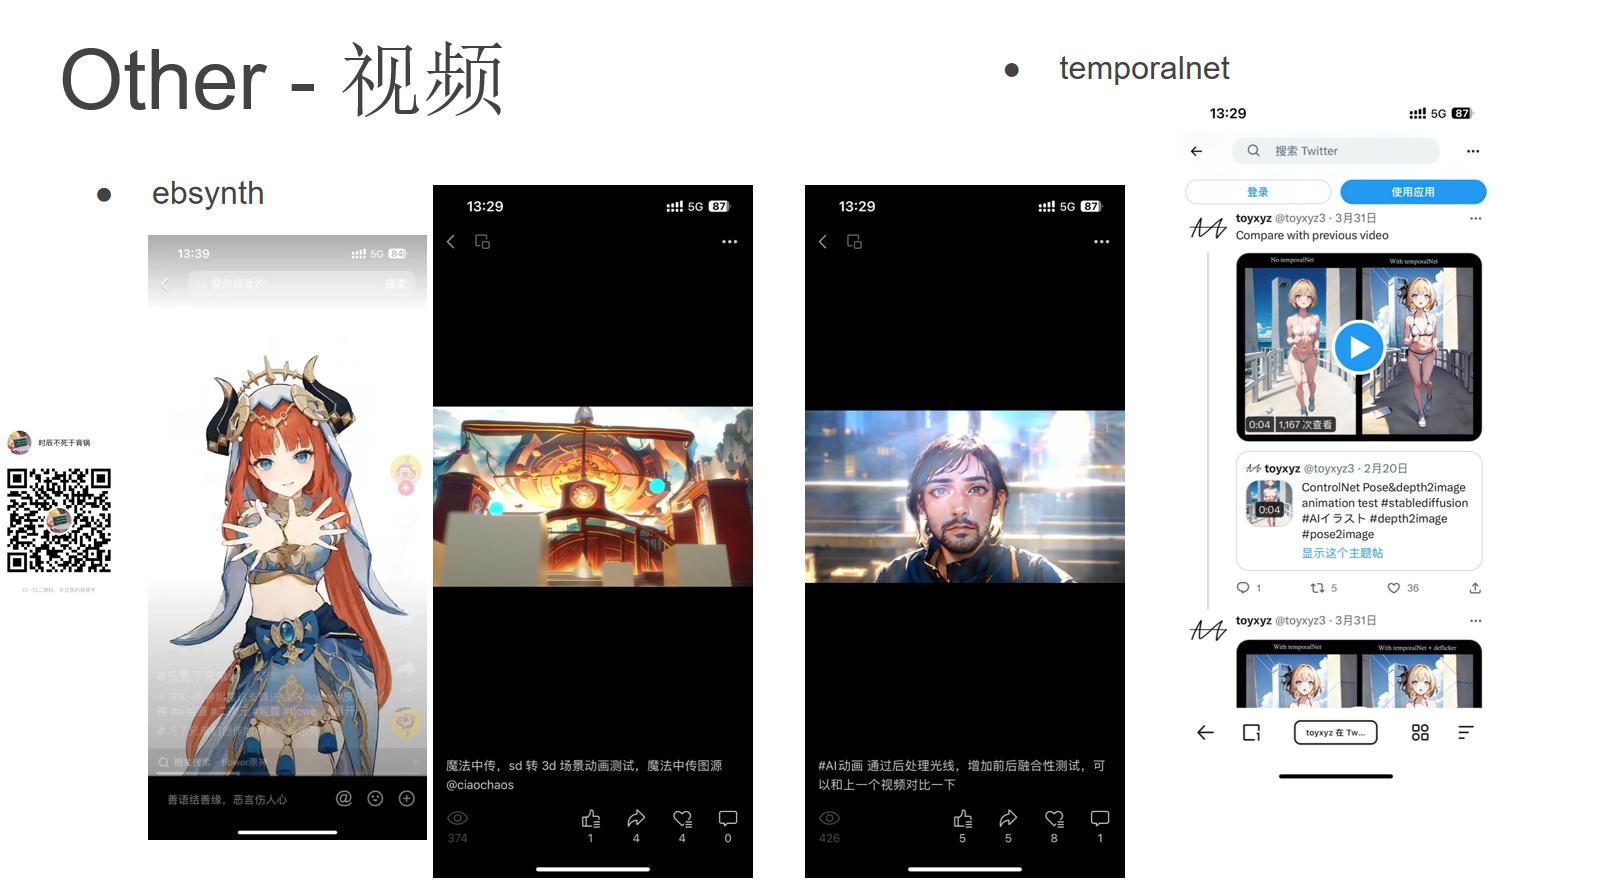 Other - 视频
temporalnet
ebsynth
时辰不死于背锅
13:39
5G 84
搜索
善语结善缘，恶言伤人心
13:29
5G 87
魔法中传，sd 转 3d 场景动画测试，魔法中传图源
@ciaochaos
374
1
4
4
0
13:29
5G 87
#AI动画 通过后处理光线，增加前后融合性测试，可
以和上一个视频对比一下
426
5
5
8
1
13:29
5G 87
搜索 Twitter
登录
使用应用
toyxyz @toyxyz3 · 3月31日
Compare with previous video
No temporalNet
With temporalNet
0:04
1,167 次查看
toyxyz @toyxyz3 · 2月20日
0:04
ControlNet Pose&depth2image
animation test #stablediffusion
#AIイラスト #depth2image
#pose2image
显示这个主题帖
1
5
36
toyxyz @toyxyz3 · 3月31日
With temporalNet
With temporalNet + deflicker
toyxyz 在 Tw...